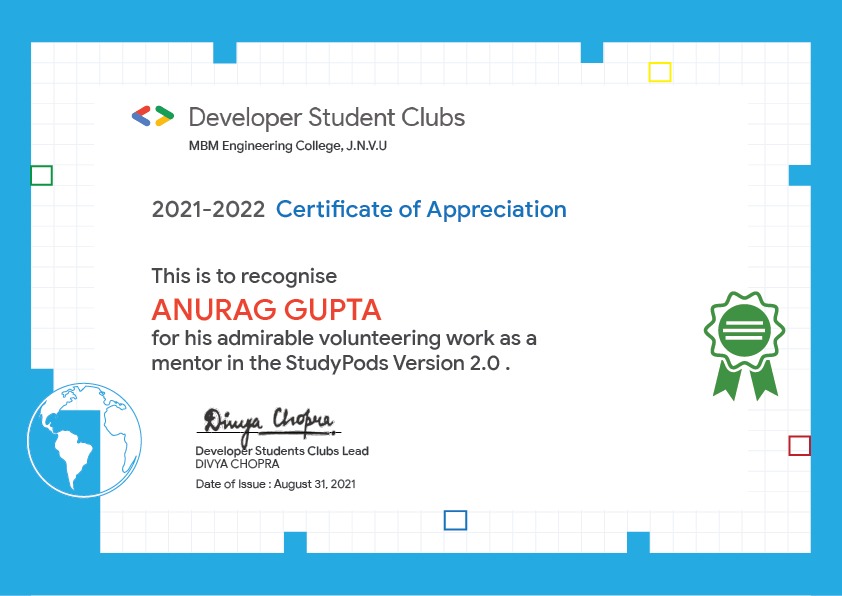 Developer Student Clubs
MBM Engineering College, J.N.V.U
2021-2022 Certificate of Appreciation
This is to recognise
ANURAG GUPTA
for his admirable volunteering work as a
mentor in the StudyPods Version 2.0 .
Divya Chopra
Developer Students Clubs Lead
DIVYA CHOPRA
Date of Issue : August 31, 2021